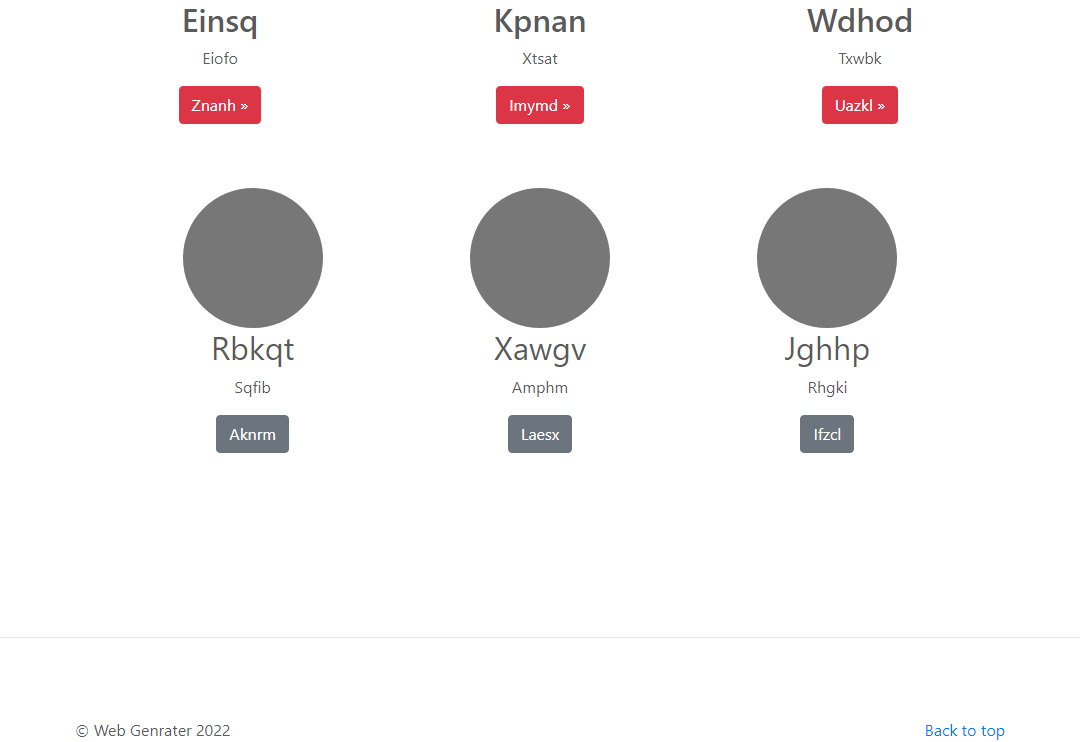 Einsq
Kpnan
Wdhod
Eiofo
Xtsat
Txwbk
Znanh »
Imymd »
Uazkl »
Rbkqt
Xawgv
Jghhp
Sqfib
Amphm
Rhgki
Aknrm
Laesx
Ifzcl
© Web Genrater 2022
Back to top